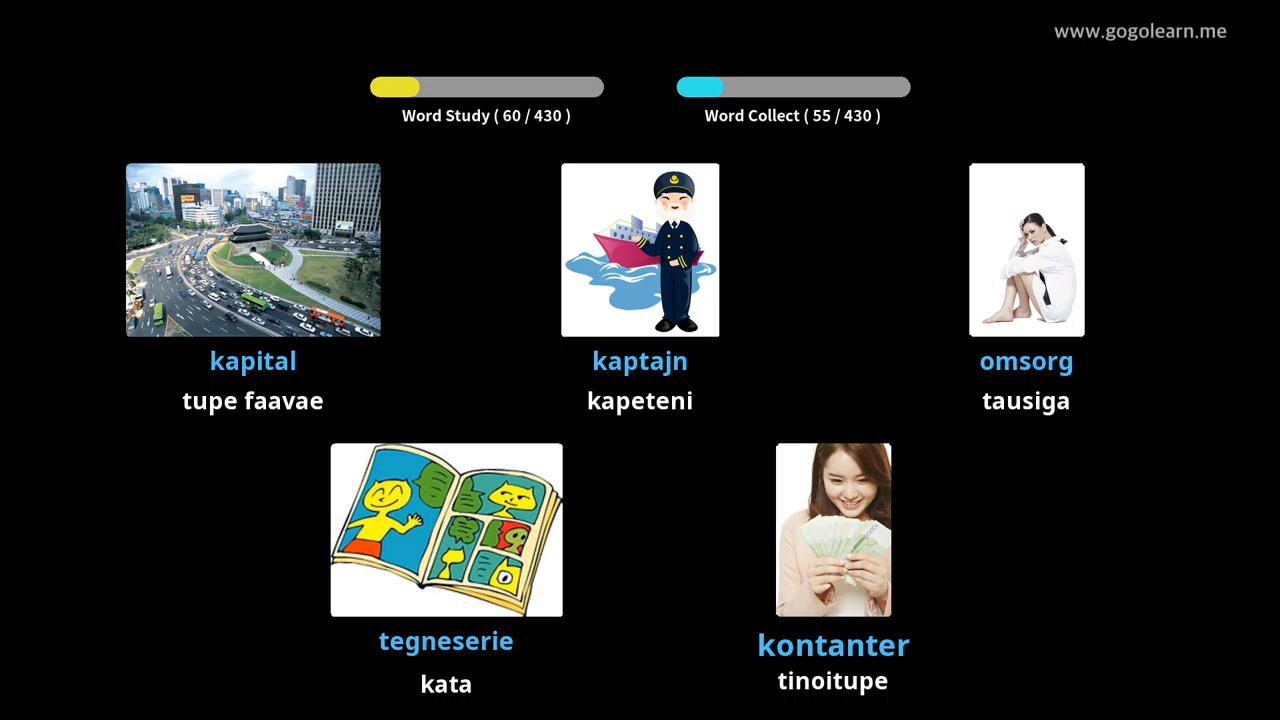 www.gogolearn.me
Word Study ( 60 / 430 )
Word Collect ( 55 / 430 )
kapital
tupe faavae
kaptajn
kapeteni
omsorg
tausiga
tegneserie
kata
kontanter
tinoitupe